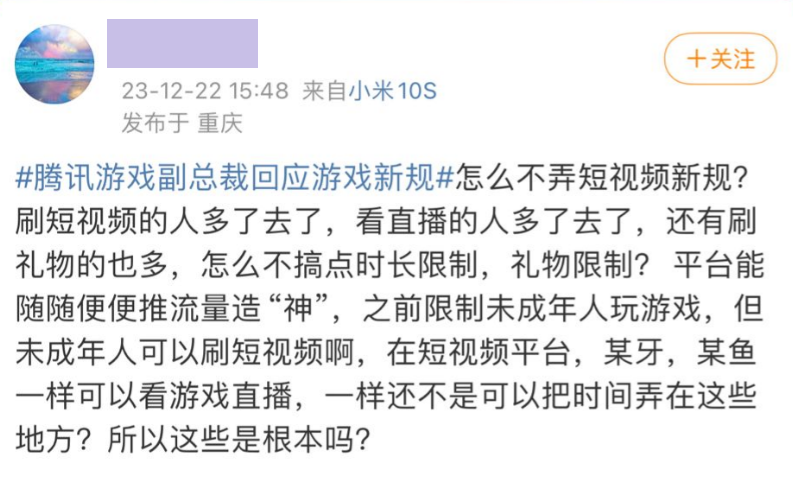 ＋关注
23-12-22 15:48 来自小米10S
发布于 重庆
#腾讯游戏副总裁回应游戏新规#怎么不弄短视频新规？
刷短视频的人多了去了，看直播的人多了去了，还有刷
礼物的也多，怎么不搞点时长限制，礼物限制？ 平台能
随随便便推流量造“神”，之前限制未成年人玩游戏，但
未成年人可以刷短视频啊，在短视频平台，某牙，某鱼
一样可以看游戏直播，一样还不是可以把时间弄在这些
地方？所以这些是根本吗？